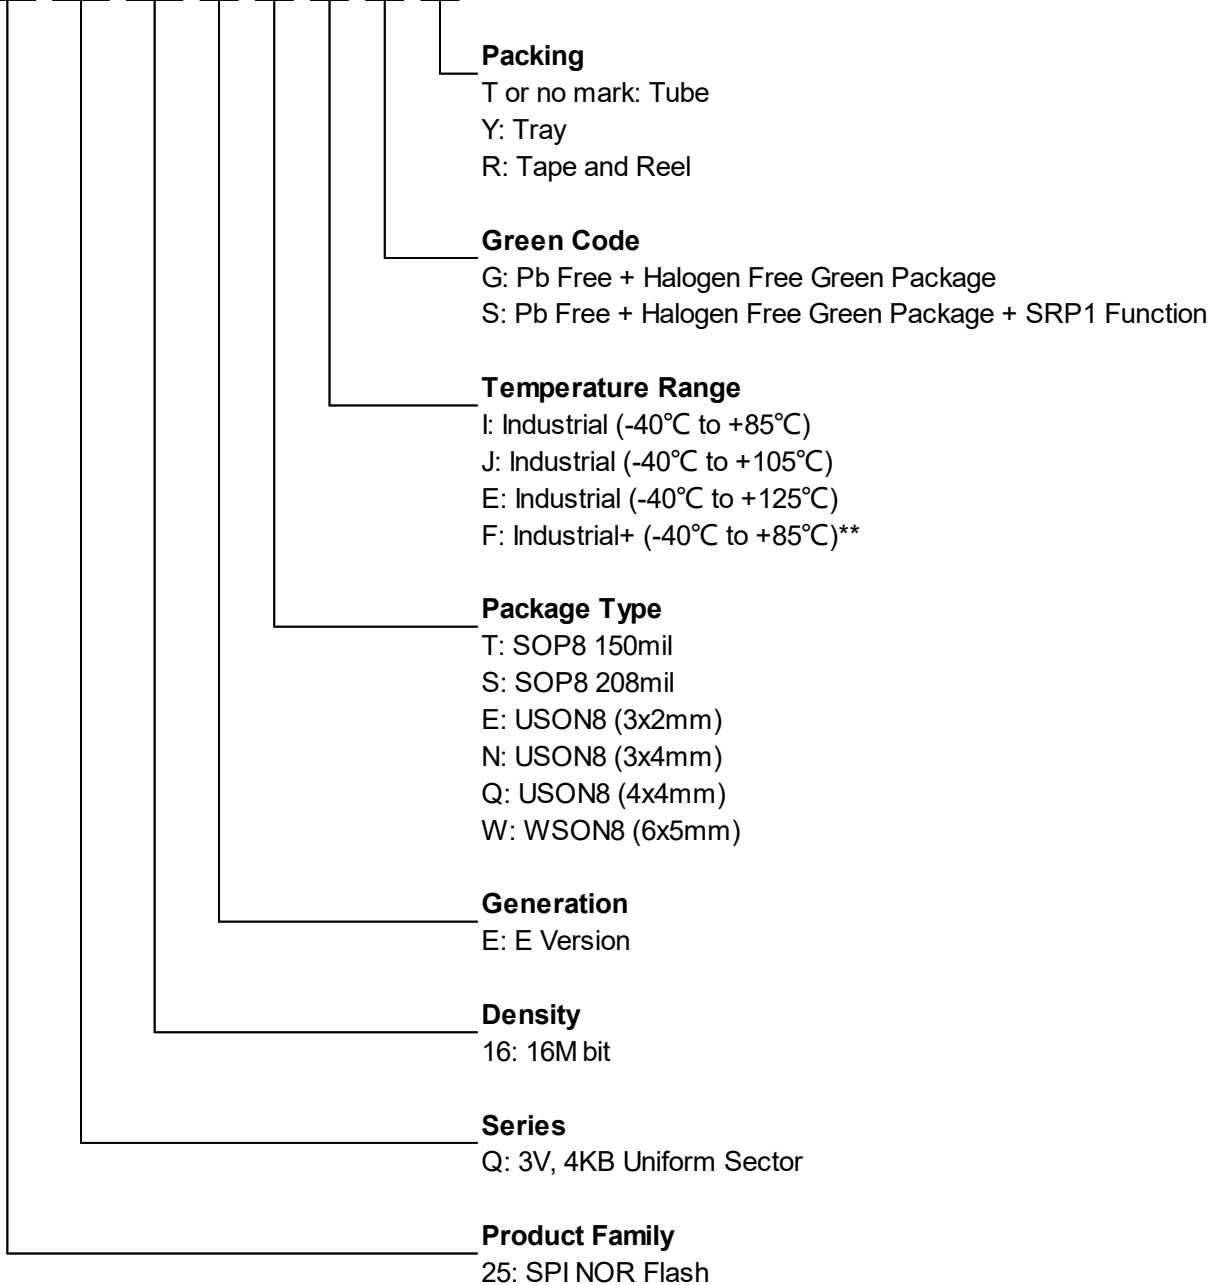 Packing
T or no mark: Tube
Y: Tray
R: Tape and Reel
Green Code
G: Pb Free + Halogen Free Green Package
S: Pb Free + Halogen Free Green Package + SRP1 Function
Temperature Range
I: Industrial (-40℃ to +85℃)
J: Industrial (-40℃ to +105℃)
E: Industrial (-40℃ to +125℃)
F: Industrial+ (-40℃ to +85℃)**
Package Type
T: SOP8 150mil
S: SOP8 208mil
E: USON8 (3x2mm)
N: USON8 (3x4mm)
Q: USON8 (4x4mm)
W: WSON8 (6x5mm)
Generation
E: E Version
Density
16: 16M bit
Series
Q: 3V, 4KB Uniform Sector
Product Family
25: SPI NOR Flash